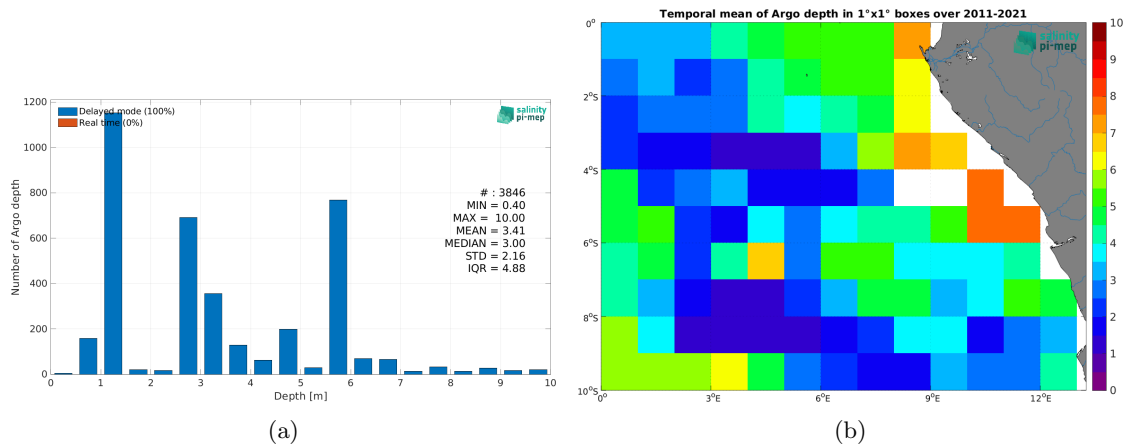 1200
1000
800
600
400
200
0
Number of Argo depth
Delayed mode (100%)
Real time (0%)
salinity
pi-mep
# : 3846
MIN = 0.40
MAX = 10.00
MEAN = 3.41
MEDIAN = 3.00
STD = 2.16
IQR = 4.88
0 1 2 3 4 5 6 7 8 9 10
Depth [m]
(a)
Temporal mean of Argo depth in 1°x1° boxes over 2011-2021
0°
2°S
4°S
6°S
8°S
10°S
0° 3°E 6°E 9°E 12°E
salinity
pi-mep
10
9
8
7
6
5
4
3
2
1
0
(b)